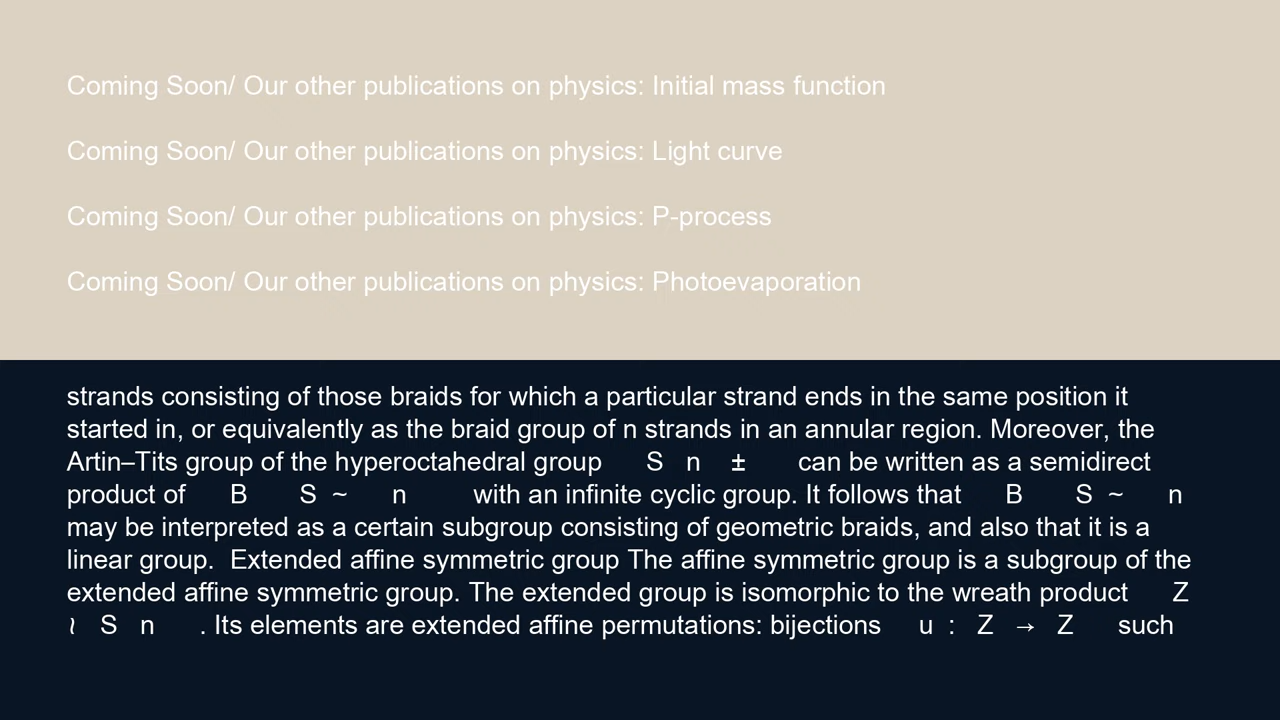 Coming Soon/ Our other publications on physics: Initial mass function
Coming Soon/ Our other publications on physics: Light curve
Coming Soon/ Our other publications on physics: P-process
Coming Soon/ Our other publications on physics: Photoevaporation
strands consisting of those braids for which a particular strand ends in the same position it
started in, or equivalently as the braid group of n strands in an annular region. Moreover, the
Artin–Tits group of the hyperoctahedral group S n ± can be written as a semidirect
product of B S ~ n with an infinite cyclic group. It follows that B S ~ n
may be interpreted as a certain subgroup consisting of geometric braids, and also that it is a
linear group. Extended affine symmetric group The affine symmetric group is a subgroup of the
extended affine symmetric group. The extended group is isomorphic to the wreath product Z
≀ S n . Its elements are extended affine permutations: bijections u : Z → Z such